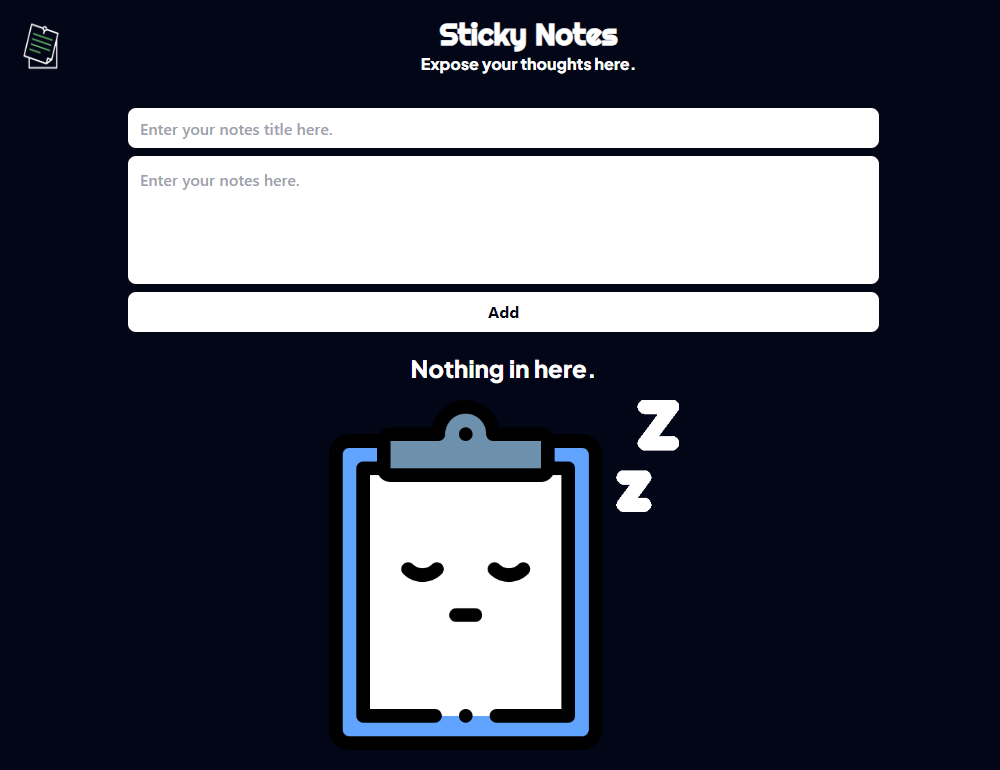 Sticky Notes
Expose your thoughts here.
Enter your notes title here.
Enter your notes here.
Add
Nothing in here.
Z
Z